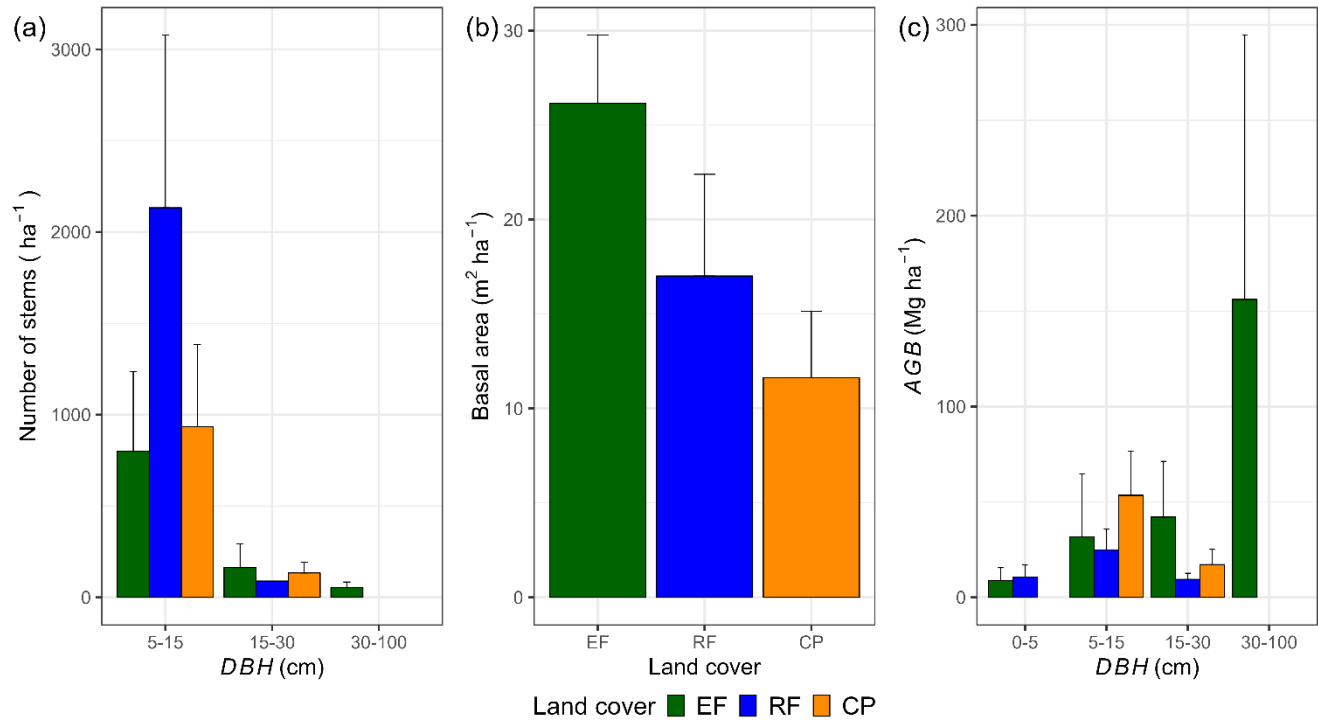 (a)
3000
2000
1000
0
Number of stems ( ha⁻¹ )
5-15 15-30 30-100
DBH (cm)
(b)
30
20
10
0
Basal area (m² ha⁻¹)
EF RF CP
Land cover
(c)
300
200
100
0
AGB (Mg ha⁻¹)
0-5 5-15 15-30 30-100
DBH (cm)
Land cover EF RF CP